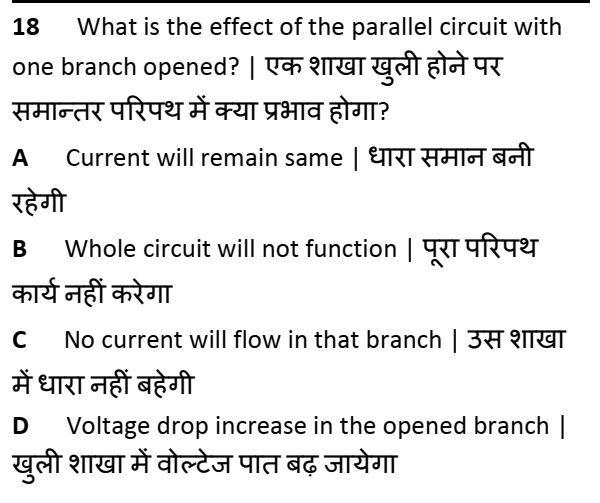 18 What is the effect of the parallel circuit with
one branch opened? | एक शाखा खुली होने पर
समान्तर परिपथ में क्या प्रभाव होगा?
A Current will remain same | धारा समान बनी
रहेगी
B Whole circuit will not function | पूरा परिपथ
कार्य नहीं करेगा
C No current will flow in that branch | उस शाखा
में धारा नहीं बहेगी
D Voltage drop increase in the opened branch |
खुली शाखा में वोल्टेज पात बढ़ जायेगा